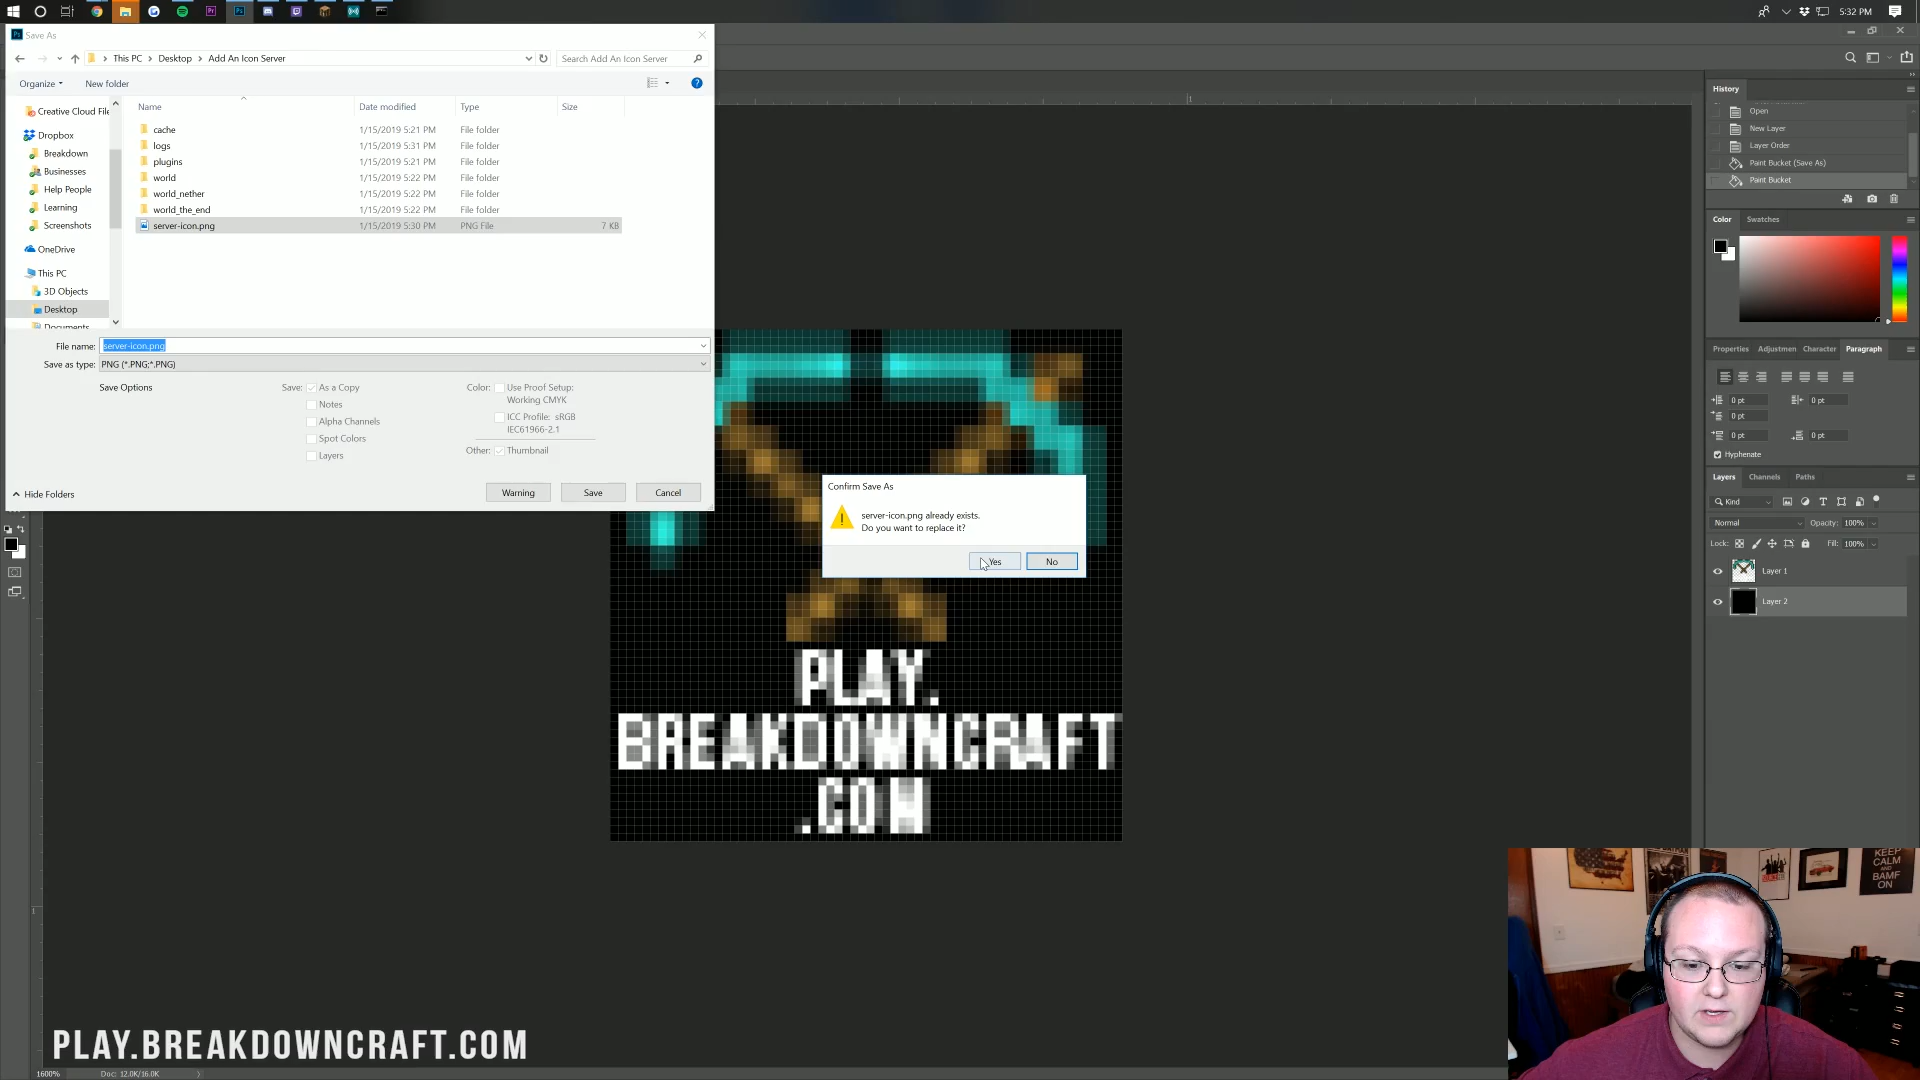 5:32 PM
Save As
This PC > Desktop > Add An Icon Server
Search Add An Icon Server
Organize
New folder
Name
Date modified
Type
Size
Creative Cloud File
Dropbox
Breakdown
Businesses
Help People
Learning
Screenshots
OneDrive
This PC
3D Objects
Desktop
Documents
cache 1/15/2019 5:21 PM File folder
logs 1/15/2019 5:31 PM File folder
plugins 1/15/2019 5:21 PM File folder
world 1/15/2019 5:22 PM File folder
world_nether 1/15/2019 5:22 PM File folder
world_the_end 1/15/2019 5:22 PM File folder
server-icon.png 1/15/2019 5:30 PM PNG File 7 KB
File name: server-icon.png
Save as type: PNG (*.PNG;*.PNG)
Save Options
Save: As a Copy
Notes
Alpha Channels
Spot Colors
Layers
Color: Use Proof Setup:
Working CMYK
ICC Profile: sRGB
IEC61966-2.1
Other: Thumbnail
Hide Folders
Warning
Save
Cancel
Confirm Save As
server-icon.png already exists.
Do you want to replace it?
Yes
No
PLAY.
BREAKDOWNCRAFT
.COM
History
Open
New Layer
Layer Order
Paint Bucket (Save As)
Paint Bucket
Color
Swatches
Properties
Adjustmen
Character
Paragraph
0 pt
0 pt
0 pt
0 pt
0 pt
Hyphenate
Layers
Channels
Paths
Kind
Normal
Opacity: 100%
Lock:
Fill: 100%
Layer 1
Layer 2
KEEP
CALM
AND
BAMF
ON
PLAY.BREAKDOWNCRAFT.COM
1600%
Doc: 12.0K/16.0K